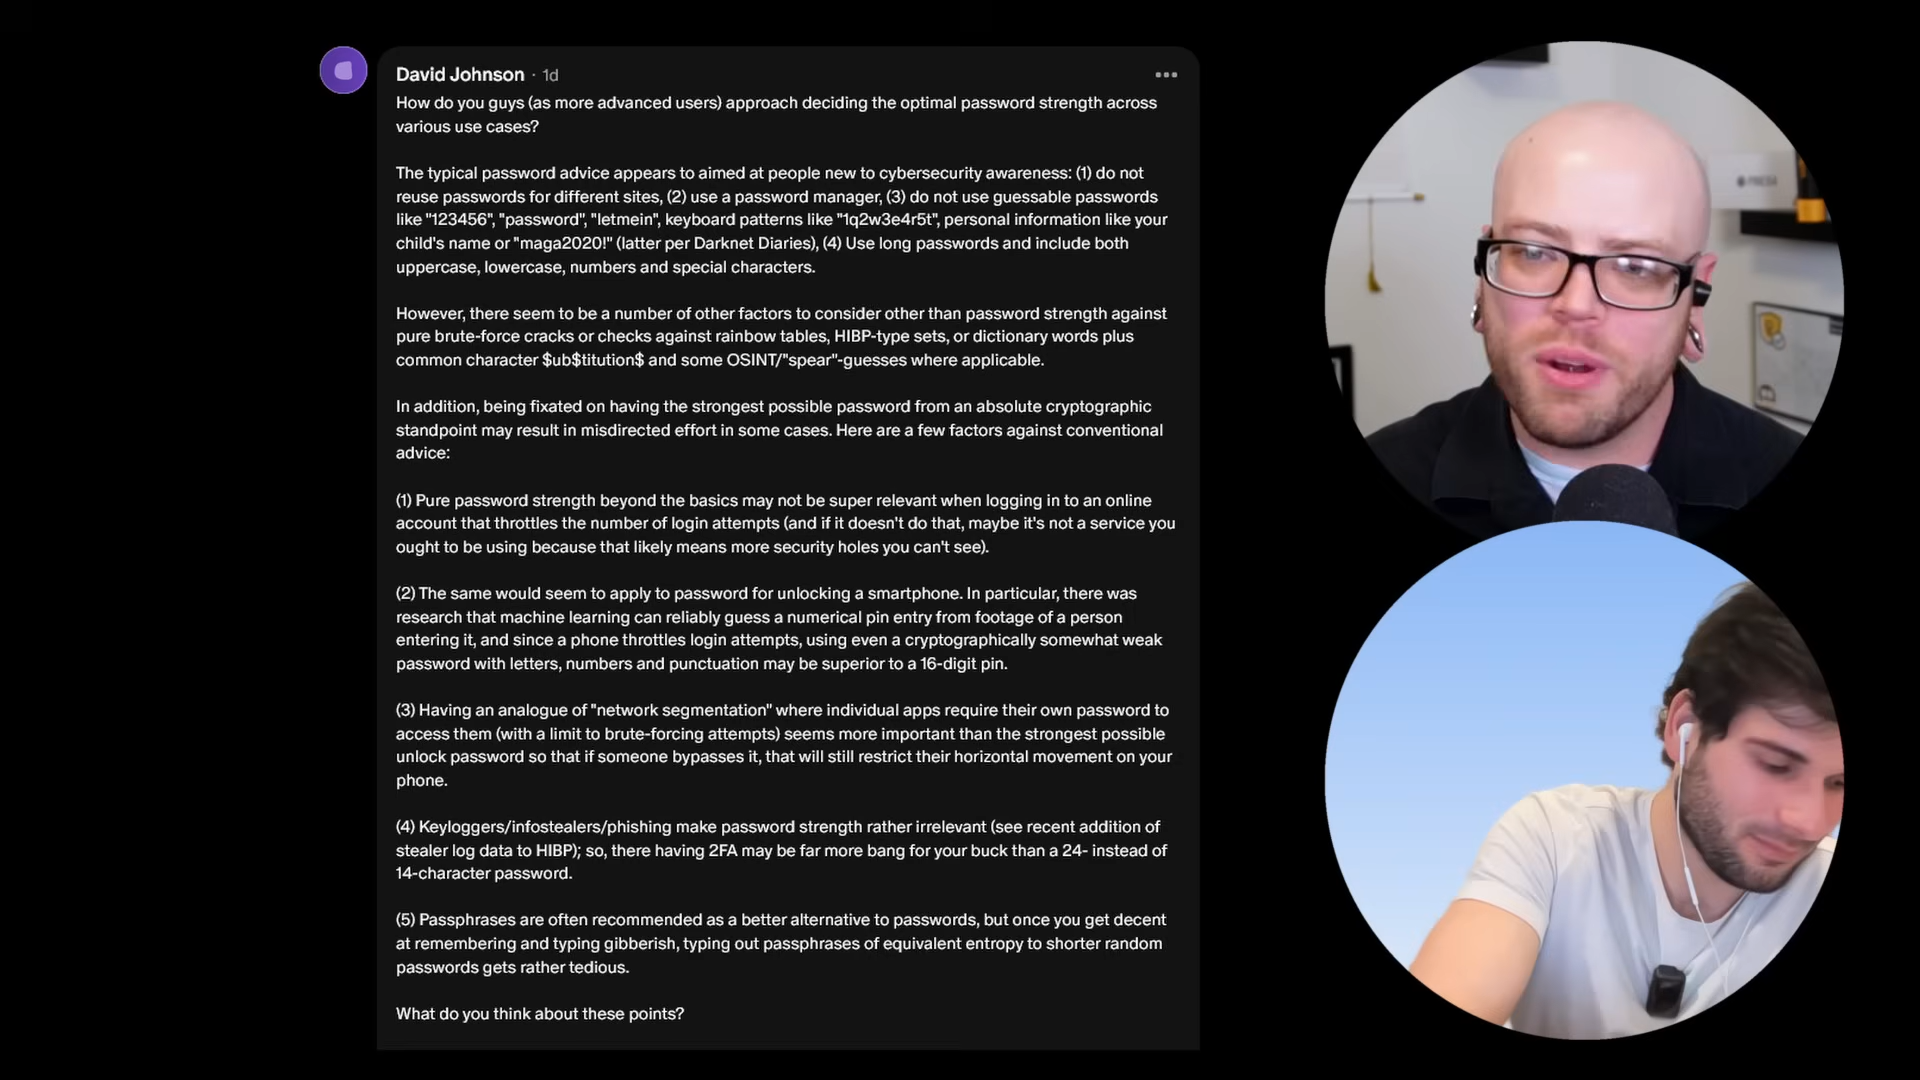 David Johnson · 1d
How do you guys (as more advanced users) approach deciding the optimal password strength across
various use cases?
The typical password advice appears to aimed at people new to cybersecurity awareness: (1) do not
reuse passwords for different sites, (2) use a password manager, (3) do not use guessable passwords
like "123456", "password", "letmein", keyboard patterns like "1q2w3e4r5t", personal information like your
child's name or "maga2020!" (latter per Darknet Diaries), (4) Use long passwords and include both
uppercase, lowercase, numbers and special characters.
However, there seem to be a number of other factors to consider other than password strength against
pure brute-force cracks or checks against rainbow tables, HIBP-type sets, or dictionary words plus
common character $ub$titution$ and some OSINT/"spear"-guesses where applicable.
In addition, being fixated on having the strongest possible password from an absolute cryptographic
standpoint may result in misdirected effort in some cases. Here are a few factors against conventional
advice:
(1) Pure password strength beyond the basics may not be super relevant when logging in to an online
account that throttles the number of login attempts (and if it doesn't do that, maybe it's not a service you
ought to be using because that likely means more security holes you can't see).
(2) The same would seem to apply to password for unlocking a smartphone. In particular, there was
research that machine learning can reliably guess a numerical pin entry from footage of a person
entering it, and since a phone throttles login attempts, using even a cryptographically somewhat weak
password with letters, numbers and punctuation may be superior to a 16-digit pin.
(3) Having an analogue of "network segmentation" where individual apps require their own password to
access them (with a limit to brute-forcing attempts) seems more important than the strongest possible
unlock password so that if someone bypasses it, that will still restrict their horizontal movement on your
phone.
(4) Keyloggers/infostealers/phishing make password strength rather irrelevant (see recent addition of
stealer log data to HIBP); so, there having 2FA may be far more bang for your buck than a 24- instead of
14-character password.
(5) Passphrases are often recommended as a better alternative to passwords, but once you get decent
at remembering and typing gibberish, typing out passphrases of equivalent entropy to shorter random
passwords gets rather tedious.
What do you think about these points?